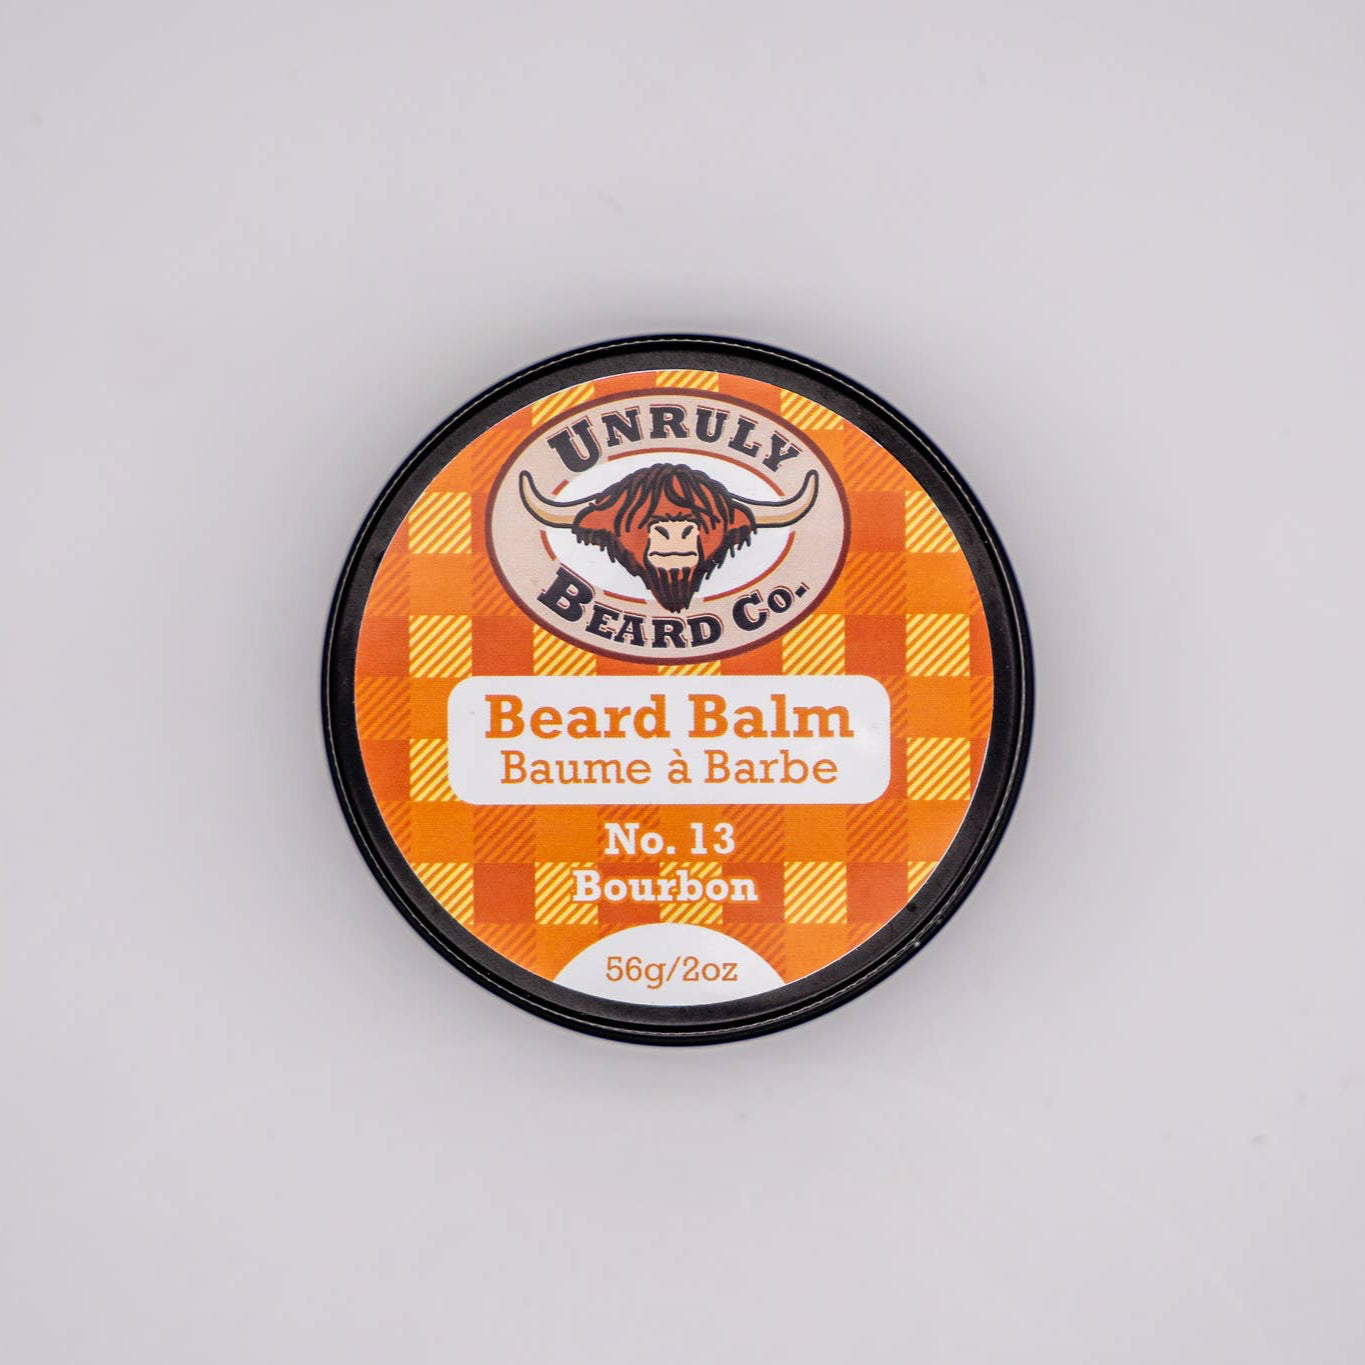 UNRULY
BEARD CO.
Beard Balm
Baume à Barbe
No. 13
Bourbon
56g/2oz